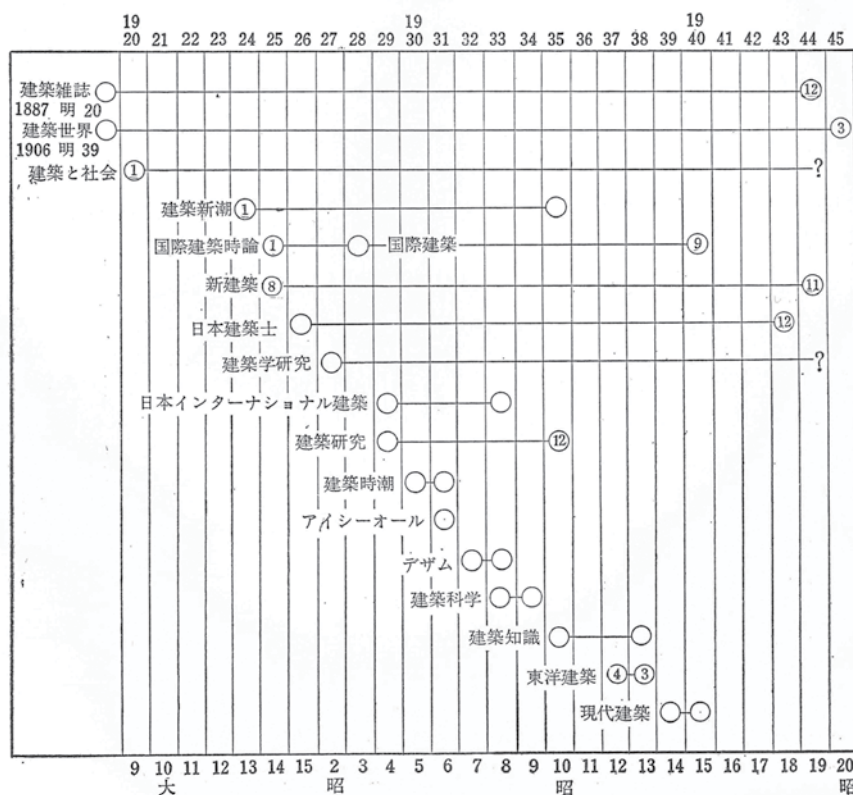 19 19 19
20 21 22 23 24 25 26 27 28 29 30 31 32 33 34 35 36 37 38 39 40 41 42 43 44 45
建築雑誌 ⑫
1887 明 20
建築世界 ③
1906 明 39
建築と社会 ① ?
建築新潮 ①
国際建築時論 ① 国際建築 ⑨
新建築 ⑧ ⑪
日本建築士 ⑫
建築学研究 ?
日本インターナショナル建築
建築研究 ⑫
建築時潮
アイシーオール
デザム
建築科学
建築知識
東洋建築 ④ ③
現代建築
9 10 11 12 13 14 15 2 3 4 5 6 7 8 9 10 11 12 13 14 15 16 17 18 19 20
大 昭 昭 昭